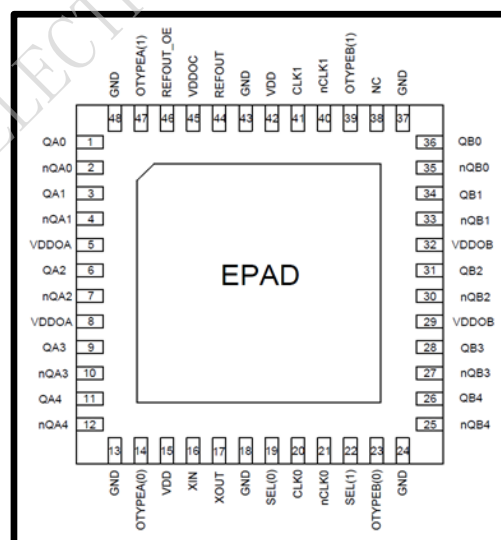 ELECTI
GND
OTYPEA(1)
REFOUT_OE
VDDOC
REFOUT
GND
VDD
CLK1
nCLK1
OTYPEB(1)
NC
GND
48 47 46 45 44 43 42 41 40 39 38 37
QA0 1
nQA0 2
QA1 3
nQA1 4
VDDOA 5
QA2 6
nQA2 7
VDDOA 8
QA3 9
nQA3 10
QA4 11
nQA4 12
EPAD
36 QB0
35 nQB0
34 QB1
33 nQB1
32 VDDOB
31 QB2
30 nQB2
29 VDDOB
28 QB3
27 nQB3
26 QB4
25 nQB4
13 14 15 16 17 18 19 20 21 22 23 24
GND
OTYPEA(0)
VDD
XIN
XOUT
GND
SEL(0)
CLK0
nCLK0
SEL(1)
OTYPEB(0)
GND